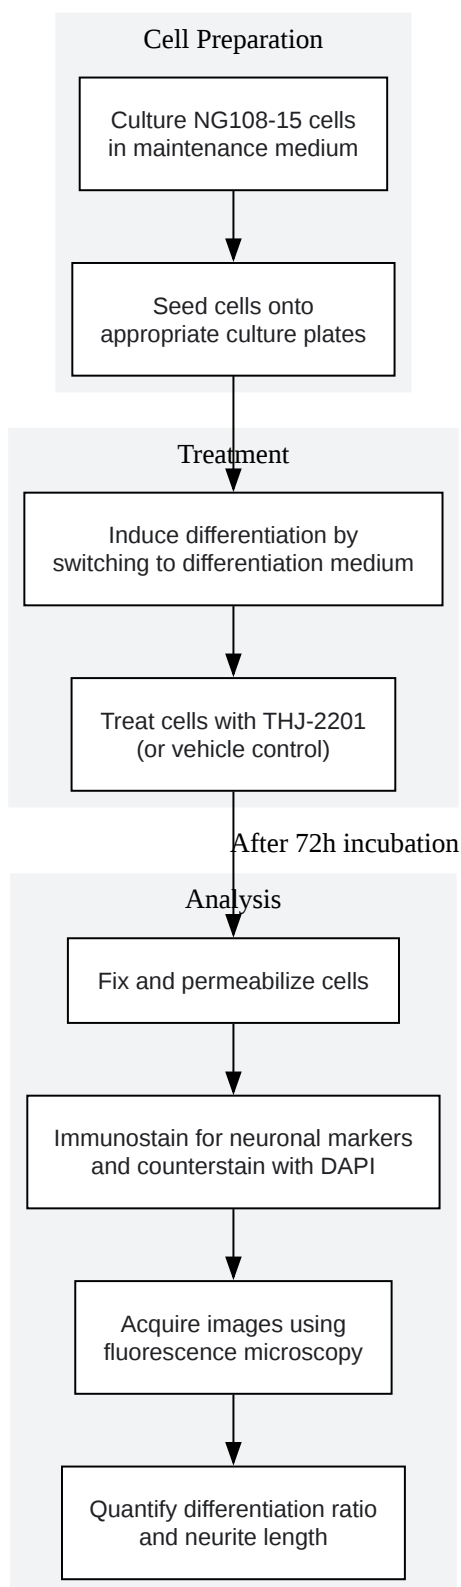 Cell Preparation
Culture NG108-15 cells
in maintenance medium
Seed cells onto
appropriate culture plates
Treatment
Induce differentiation by
switching to differentiation medium
Treat cells with THJ-2201
(or vehicle control)
After 72h incubation
Analysis
Fix and permeabilize cells
Immunostain for neuronal markers
and counterstain with DAPI
Acquire images using
fluorescence microscopy
Quantify differentiation ratio
and neurite length